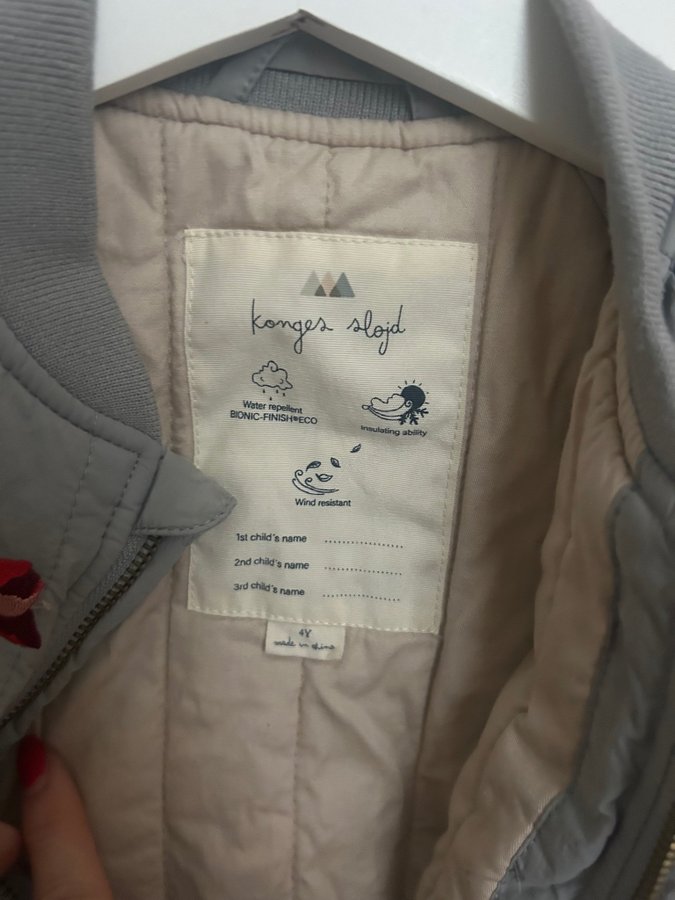 konges slojd
Water repellent
BIONIC-FINISH®ECO
Insulating ability
Wind resistant
1st child's name ....................
2nd child's name ....................
3rd child's name ....................
4Y
made in china